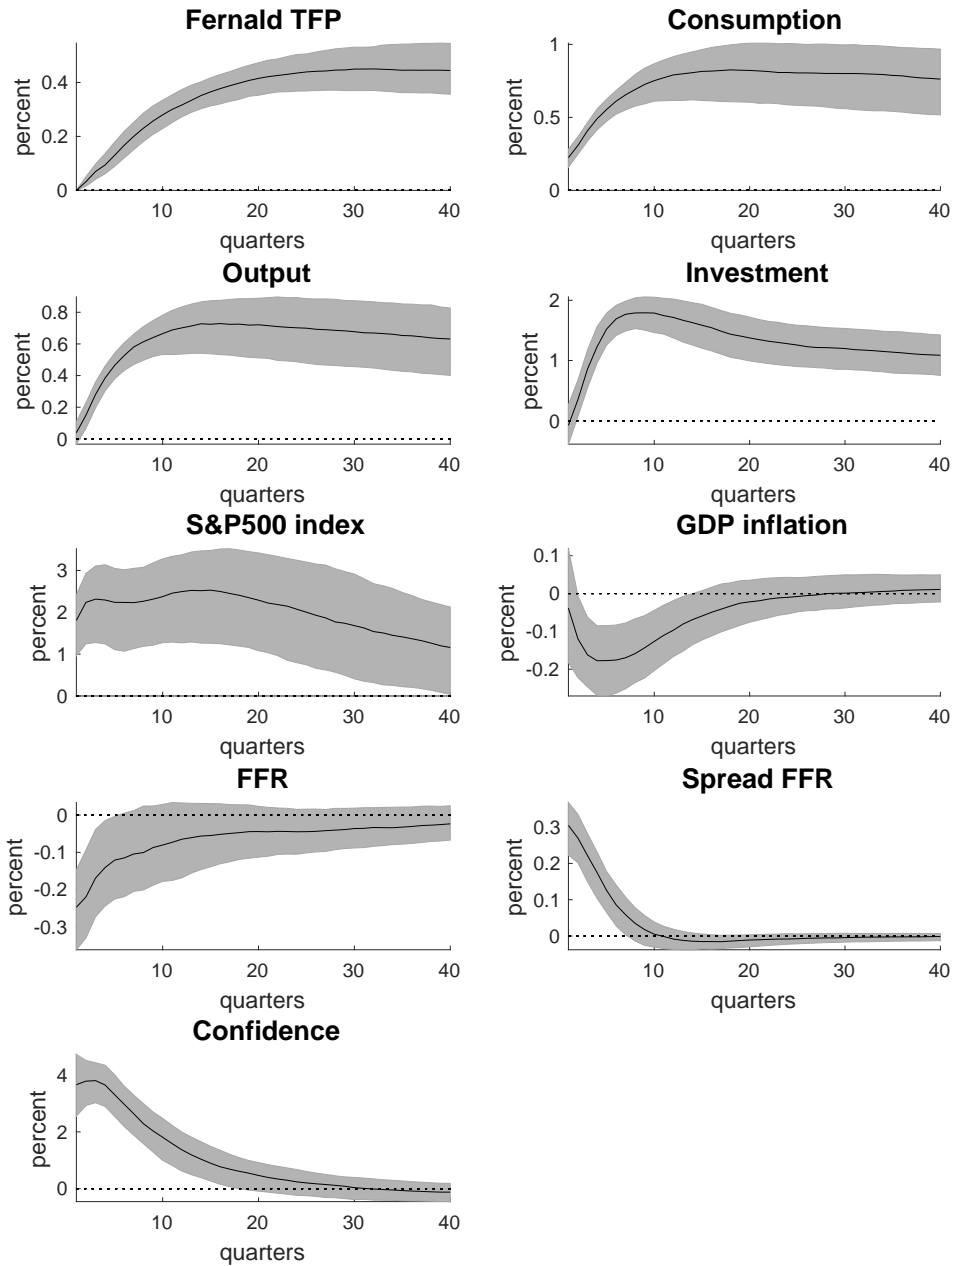 Fernald TFP
percent
0.4
0.2
0
10 20 30 40
quarters
Consumption
percent
1
0.5
0
10 20 30 40
quarters
Output
percent
0.8
0.6
0.4
0.2
0
10 20 30 40
quarters
Investment
percent
2
1
0
10 20 30 40
quarters
S&P500 index
percent
3
2
1
0
10 20 30 40
quarters
GDP inflation
percent
0.1
0
-0.1
-0.2
10 20 30 40
quarters
FFR
percent
0
-0.1
-0.2
-0.3
10 20 30 40
quarters
Spread FFR
percent
0.3
0.2
0.1
0
10 20 30 40
quarters
Confidence
percent
4
2
0
10 20 30 40
quarters